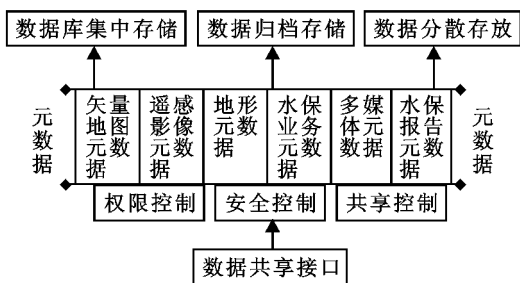 数据库集中存储
数据归档存储
数据分散存放
元数据
矢量
地图
元数
据
遥感
影像
元数
据
地形
元数
据
水保
业务
元数
据
多媒
体元
数据
水保
报告
元数
据
元数据
权限控制
安全控制
共享控制
数据共享接口